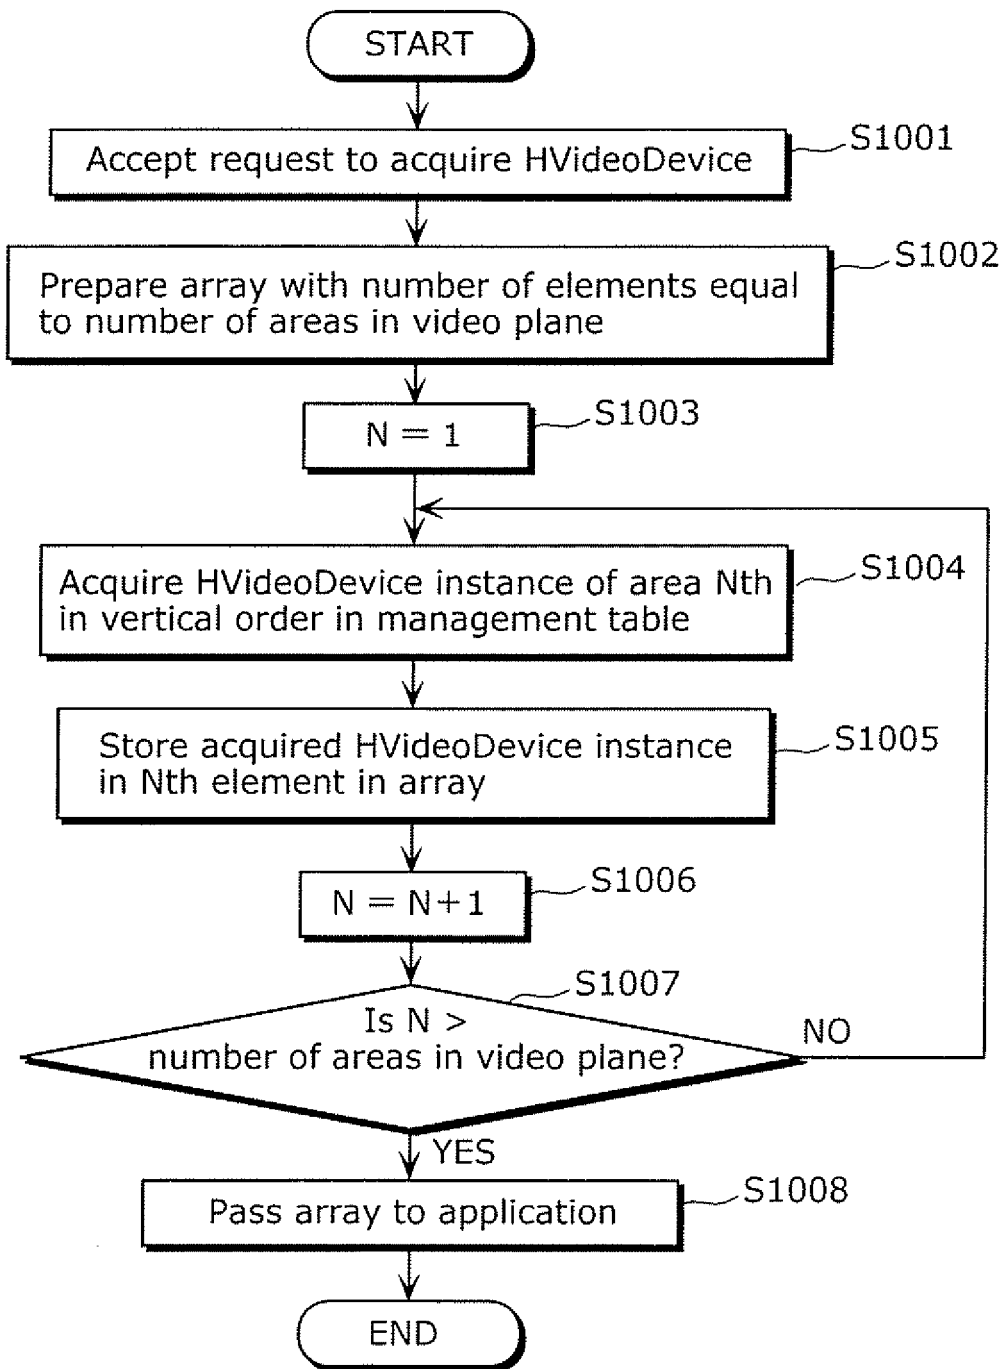 START
Accept request to acquire HVideoDevice
S1001
Prepare array with number of elements equal
to number of areas in video plane
S1002
N = 1
S1003
Acquire HVideoDevice instance of area Nth
in vertical order in management table
S1004
Store acquired HVideoDevice instance
in Nth element in array
S1005
N = N+1
S1006
Is N >
number of areas in video plane?
S1007
NO
YES
Pass array to application
S1008
END